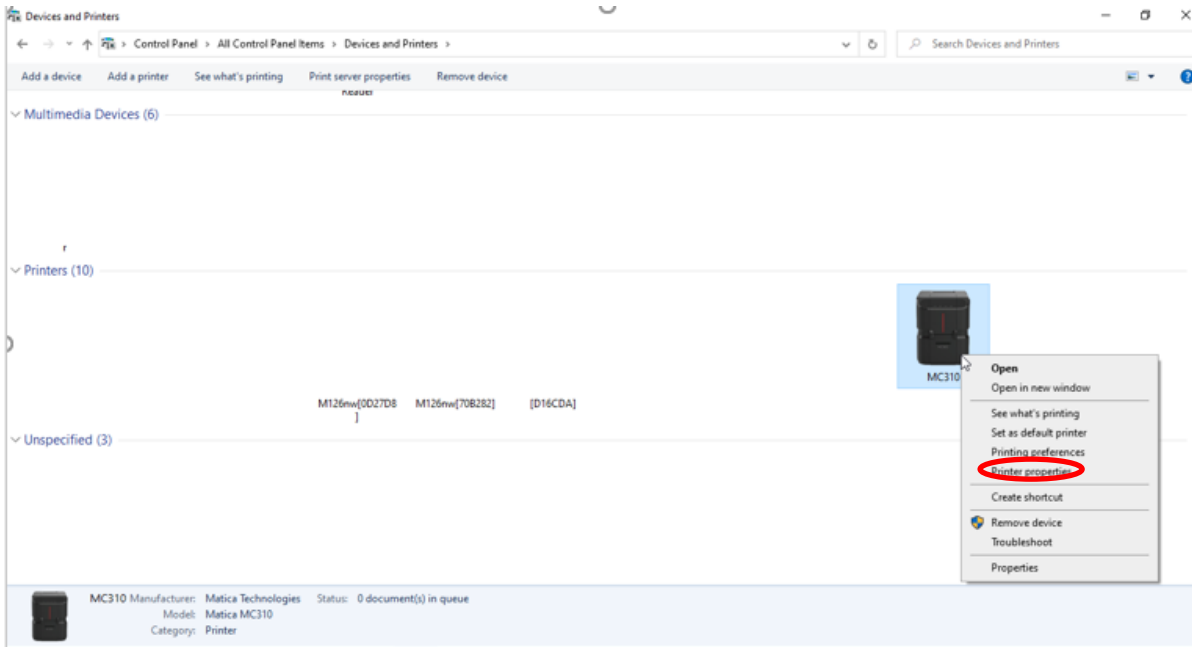 Devices and Printers
Control Panel > All Control Panel Items > Devices and Printers >
Search Devices and Printers
Add a device Add a printer See what's printing Print server properties Remove device
Reader
Multimedia Devices (6)
r
Printers (10)
MC310
Open
Open in new window
See what's printing
Set as default printer
Printing preferences
Printer properties
Create shortcut
Remove device
Troubleshoot
Properties
M126nw[0D27D8 M126nw[70B282] [D16CDA]
]
Unspecified (3)
MC310 Manufacturer: Matica Technologies Status: 0 document(s) in queue
Model: Matica MC310
Category: Printer